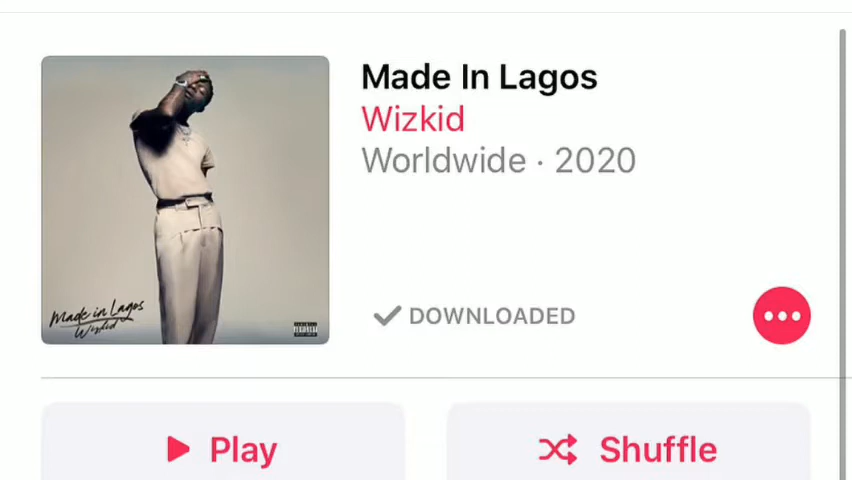 Made In Lagos
Wizkid
Worldwide · 2020
Made in Lagos
Wizkid
DOWNLOADED
Play
Shuffle